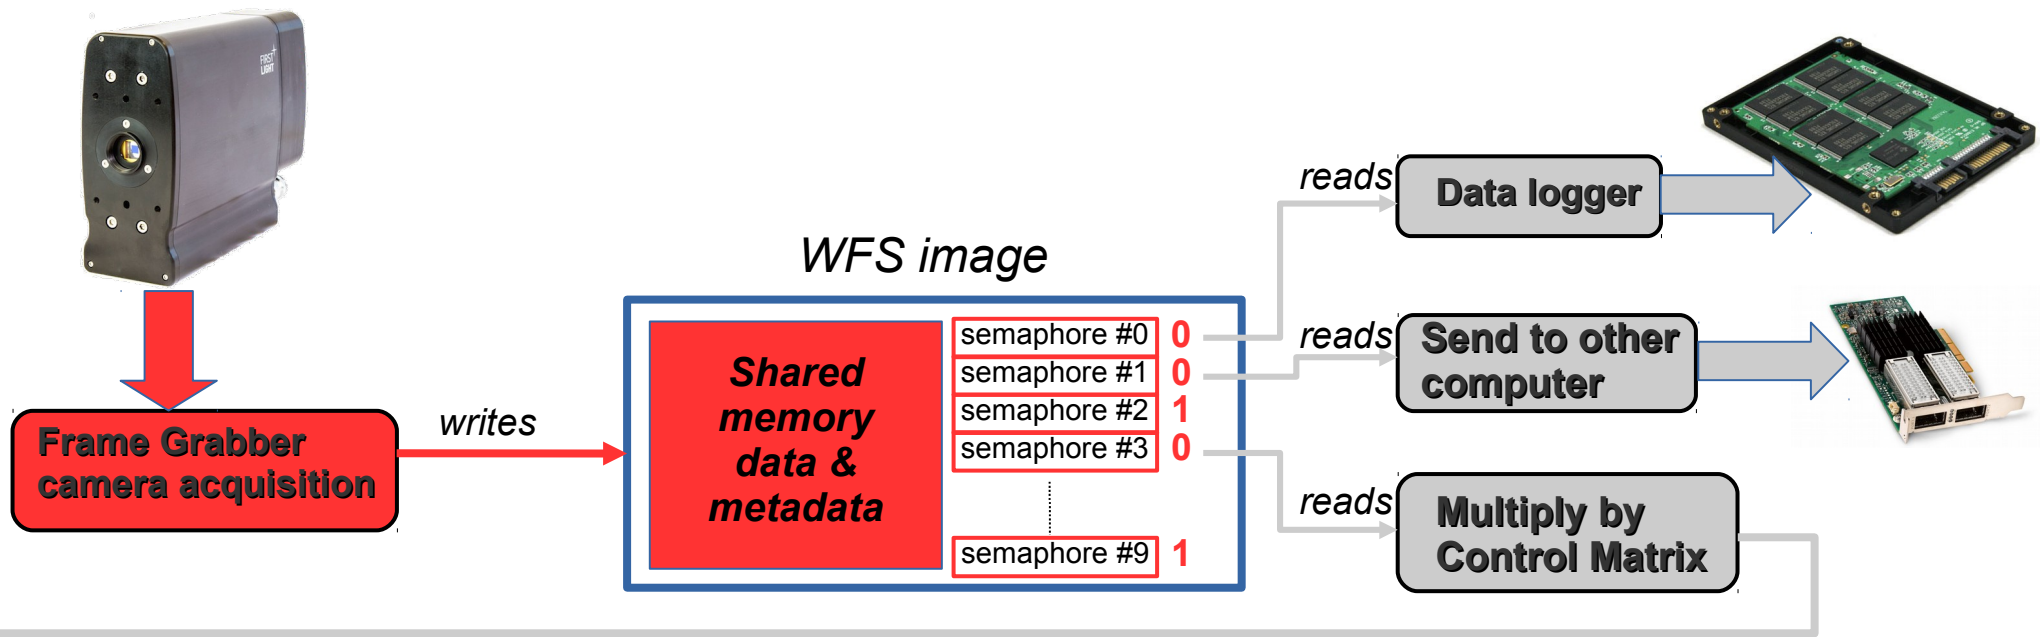 FIRST
LIGHT
Frame Grabber
camera acquisition
writes
WFS image
Shared
memory
data &
metadata
semaphore #0 0
semaphore #1 0
semaphore #2 1
semaphore #3 0
semaphore #9 1
reads
Data logger
reads
Send to other
computer
reads
Multiply by
Control Matrix